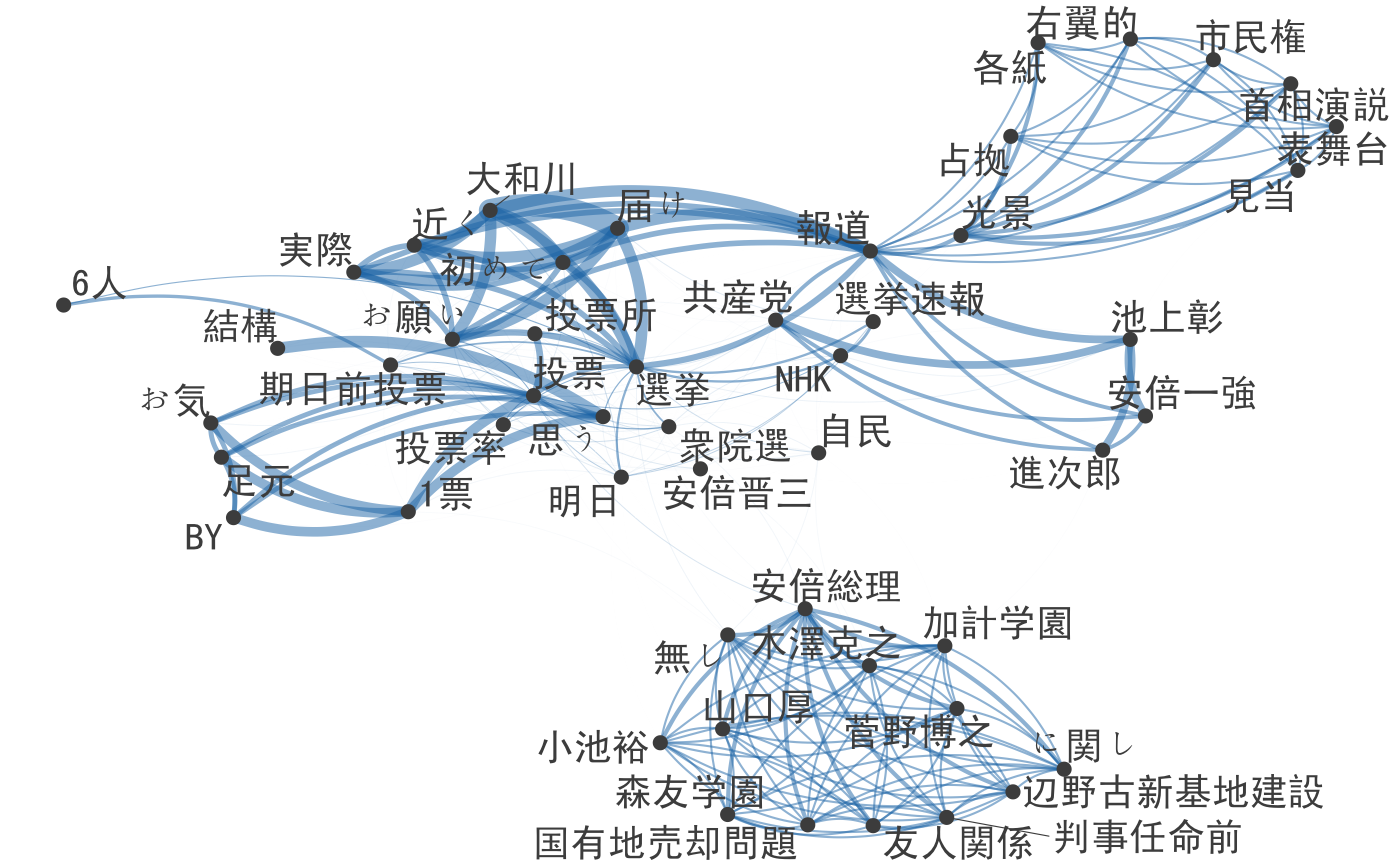 右翼的
市民権
各紙
首相演説
表舞台
占拠
見当
大和川
届け
光景
近く
報道
実際
初めて
6人
共産党
選挙速報
お願い
投票所
池上彰
結構
投票
NHK
選挙
期日前投票
安倍一強
お気
自民
投票率
思う
衆院選
足元
進次郎
1票
明日
安倍晋三
BY
安倍総理
加計学園
木澤克之
無し
山口厚
菅野博之
小池裕
に関し
森友学園
辺野古新基地建設
国有地売却問題
友人関係
判事任命前